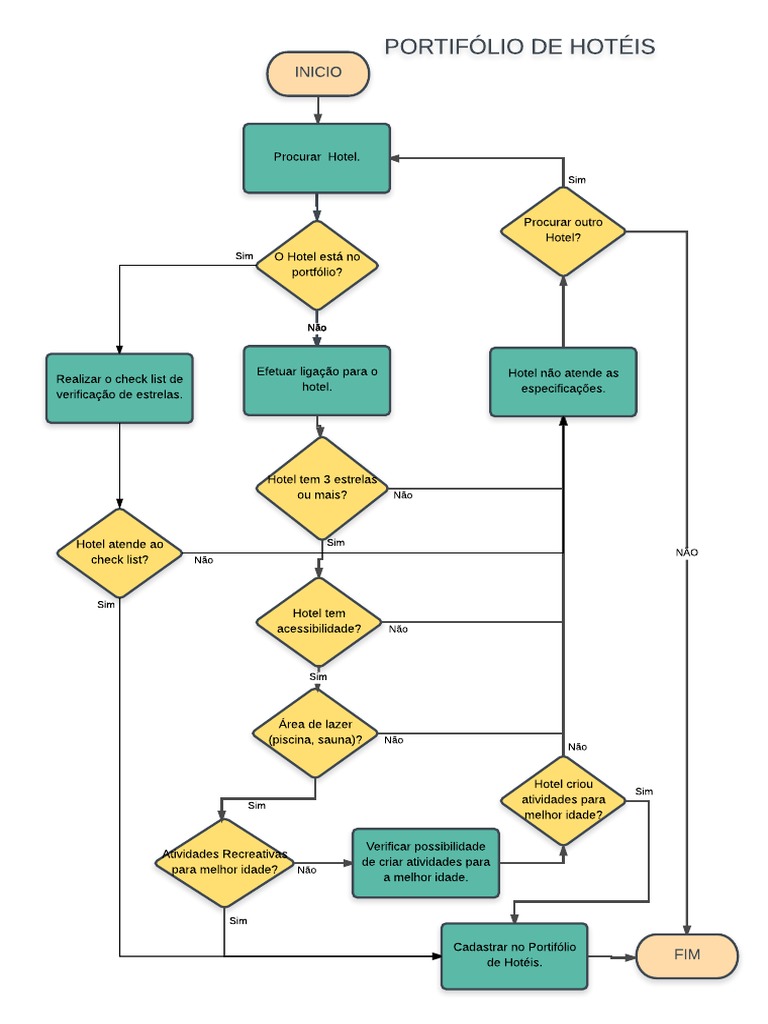 PORTIFÓLIO DE HOTÉIS
INICIO
Procurar Hotel.
Sim
Procurar outro
Hotel?
Sim
O Hotel está no
portfólio?
Não
Realizar o check list de
verificação de estrelas.
Efetuar ligação para o
hotel.
Hotel não atende as
especificações.
Hotel tem 3 estrelas
ou mais?
Não
Sim
Hotel atende ao
check list?
Não
NÃO
Sim
Hotel tem
acessibilidade?
Não
Sim
Área de lazer
(piscina, sauna)?
Não
Não
Hotel criou
atividades para
melhor idade?
Sim
Sim
Atividades Recreativas
para melhor idade?
Não
Verificar possibilidade
de criar atividades para
a melhor idade.
Sim
Cadastrar no Portifólio
de Hotéis.
FIM